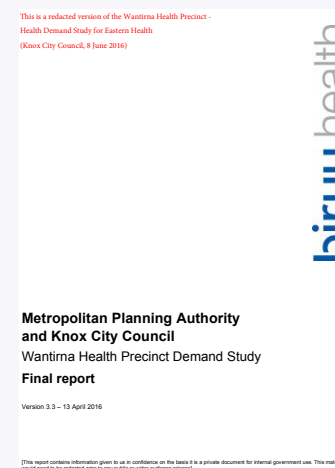 This is a redacted version of the Wantirna Health Precinct -
Health Demand Study for Eastern Health
(Knox City Council, 8 June 2016)
health
Metropolitan Planning Authority
and Knox City Council
Wantirna Health Precinct Demand Study
Final report
Version 3.3 – 13 April 2016
[This report contains information given to us in confidence on the basis it is a private document for internal government use. This mat